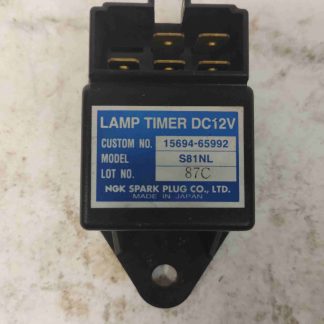 LAMP TIMER DC12V
CUSTOM NO. 15694-65992
MODEL S81NL
LOT NO. 87C
NGK SPARK PLUG CO., LTD.
MADE IN JAPAN